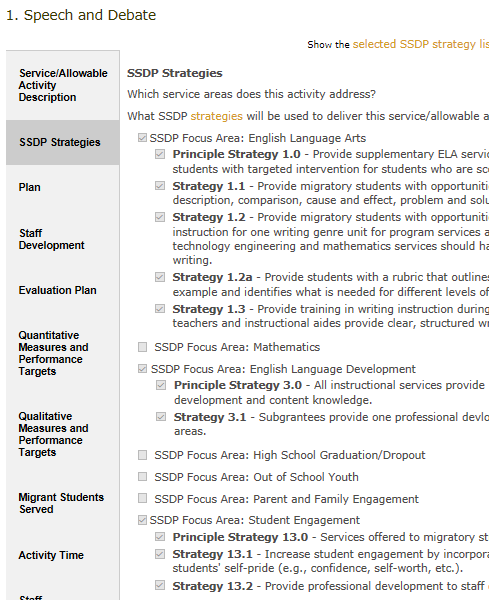 1. Speech and Debate
Show the selected SSDP strategy
Service/Allowable
Activity
Description
SSDP Strategies
Plan
Staff
Development
Evaluation Plan
Quantitative
Measures and
Performance
Targets
Qualitative
Measures and
Performance
Targets
Migrant Students
Served
Activity Time
Staff
SSDP Strategies
Which service areas does this activity address?
What SSDP strategies will be used to deliver this service/allowable
SSDP Focus Area: English Language Arts
Principle Strategy 1.0 - Provide supplementary ELA
students with targeted intervention for students who are
Strategy 1.1 - Provide migratory students with
description, comparison, cause and effect, problem and
Strategy 1.2 - Provide migratory students with
instruction for one writing genre unit for program services
technology engineering and mathematics services should
writing.
Strategy 1.2a - Provide students with a rubric that outlines
example and identifies what is needed for different levels of
Strategy 1.3 - Provide training in writing instruction during
teachers and instructional aides provide clear, structured
SSDP Focus Area: Mathematics
SSDP Focus Area: English Language Development
Principle Strategy 3.0 - All instructional services provide
development and content knowledge.
Strategy 3.1 - Subgrantees provide one professional
areas.
SSDP Focus Area: High School Graduation/Dropout
SSDP Focus Area: Out of School Youth
SSDP Focus Area: Parent and Family Engagement
SSDP Focus Area: Student Engagement
Principle Strategy 13.0 - Services offered to migratory
Strategy 13.1 - Increase student engagement by
students' self-pride (e.g., confidence, self-worth, etc.).
Strategy 13.2 - Provide professional development to staff